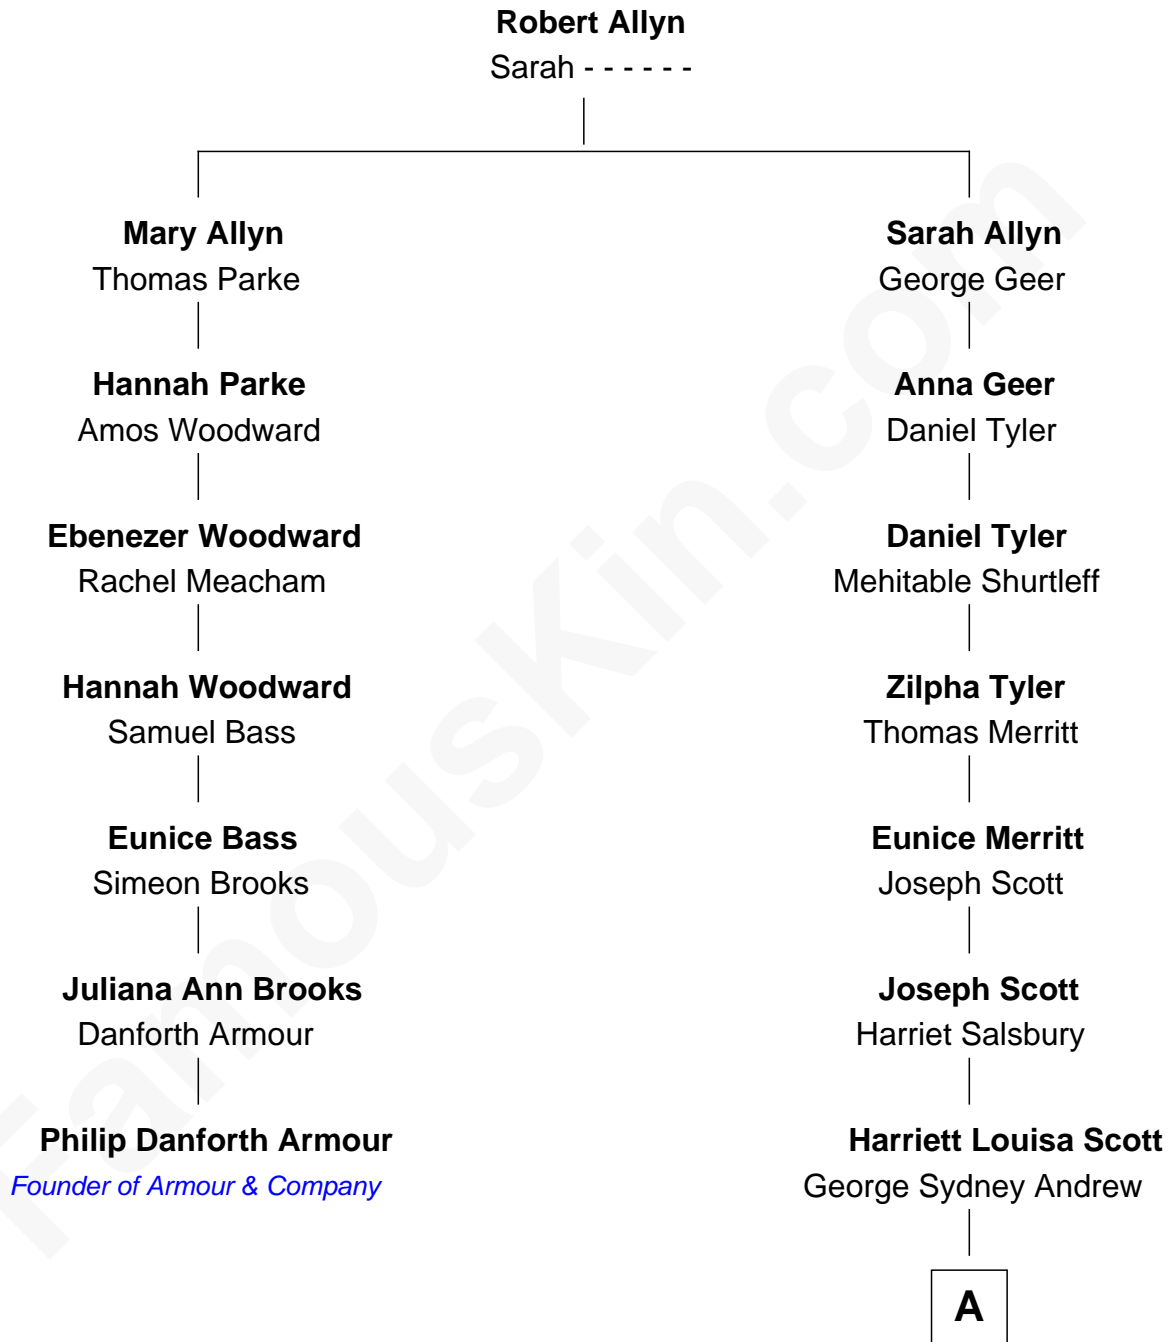 Robert Allyn
Sarah - - - - - -
Mary Allyn
Thomas Parke
Sarah Allyn
George Geer
Hannah Parke
Amos Woodward
Anna Geer
Daniel Tyler
Ebenezer Woodward
Rachel Meacham
Daniel Tyler
Mehitable Shurtleff
Hannah Woodward
Samuel Bass
Zilpha Tyler
Thomas Merritt
Eunice Bass
Simeon Brooks
Eunice Merritt
Joseph Scott
Juliana Ann Brooks
Danforth Armour
Joseph Scott
Harriet Salsbury
Philip Danforth Armour
Founder of Armour & Company
Harriett Louisa Scott
George Sydney Andrew
A
FamousKin.com